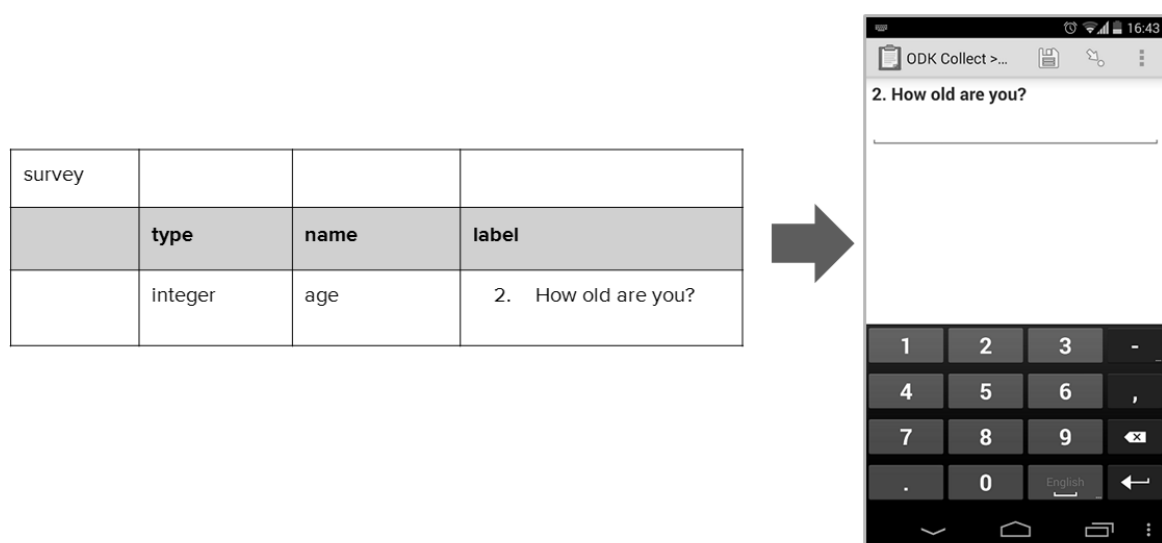 survey
type name label
integer age 2. How old are you?
16:43
ODK Collect >...
2. How old are you?
1 2 3 -
4 5 6 ,
7 8 9
. 0 English